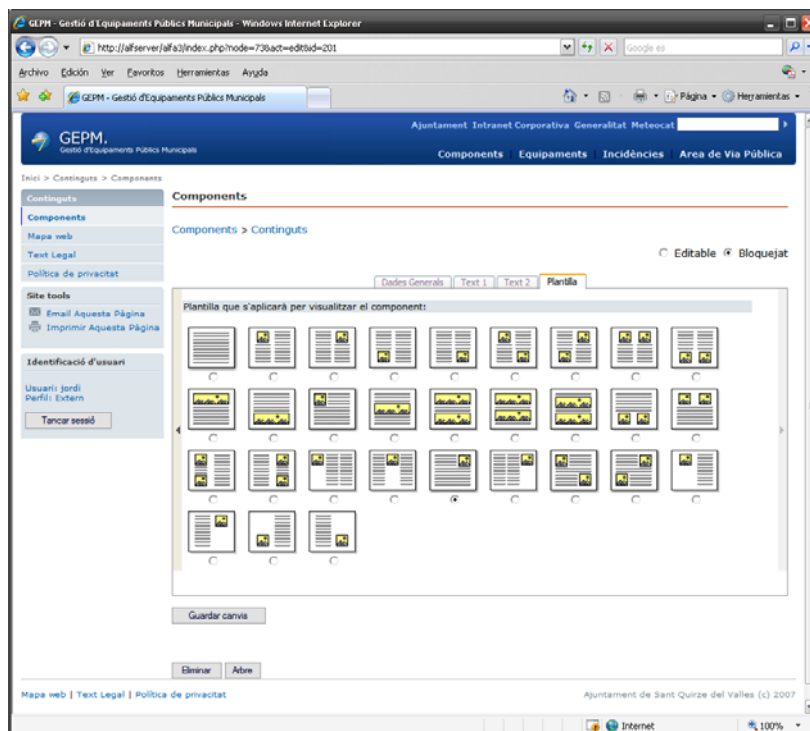 GEPM - Gestió d'Equipaments Públics Municipals - Windows Internet Explorer
http://alfserver/alfa3/index.php?node=73&act=edit&id=201
Google es
Archivo Edición Ver Favoritos Herramientas Ayuda
GEPM - Gestió d'Equipaments Públics Municipals
Página Herramientas
Ajuntament Intranet Corporativa Generalitat Meteocat
GEPM.
Gestió d'Equipaments Públics Municipals
Components Equipaments Incidències Area de Via Pública
Inici > Continguts > Components
Continguts
Components
Mapa web
Text Legal
Política de privacitat
Site tools
Email Aquesta Pàgina
Imprimir Aquesta Pàgina
Identificació d'usuari
Usuari: jordi
Perfil: Extern
Tancar sessió
Components
Components > Continguts
Editable Bloquejat
Dades Generals Text 1 Text 2 Plantilla
Plantilla que s'aplicarà per visualitzar el component:
Guardar canvis
Eliminar Abre
Mapa web | Text Legal | Política de privacitat
Ajuntament de Sant Quirze del Valles (c) 2007
Internet 100%